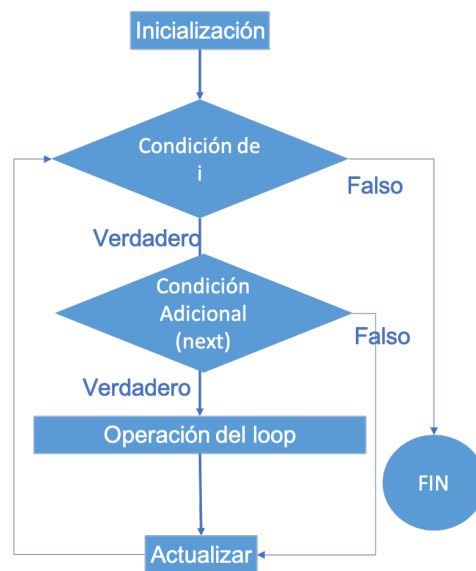 Inicialización
Condición de
i
Falso
Verdadero
Condición
Adicional
(next)
Falso
Verdadero
Operación del loop
FIN
Actualizar